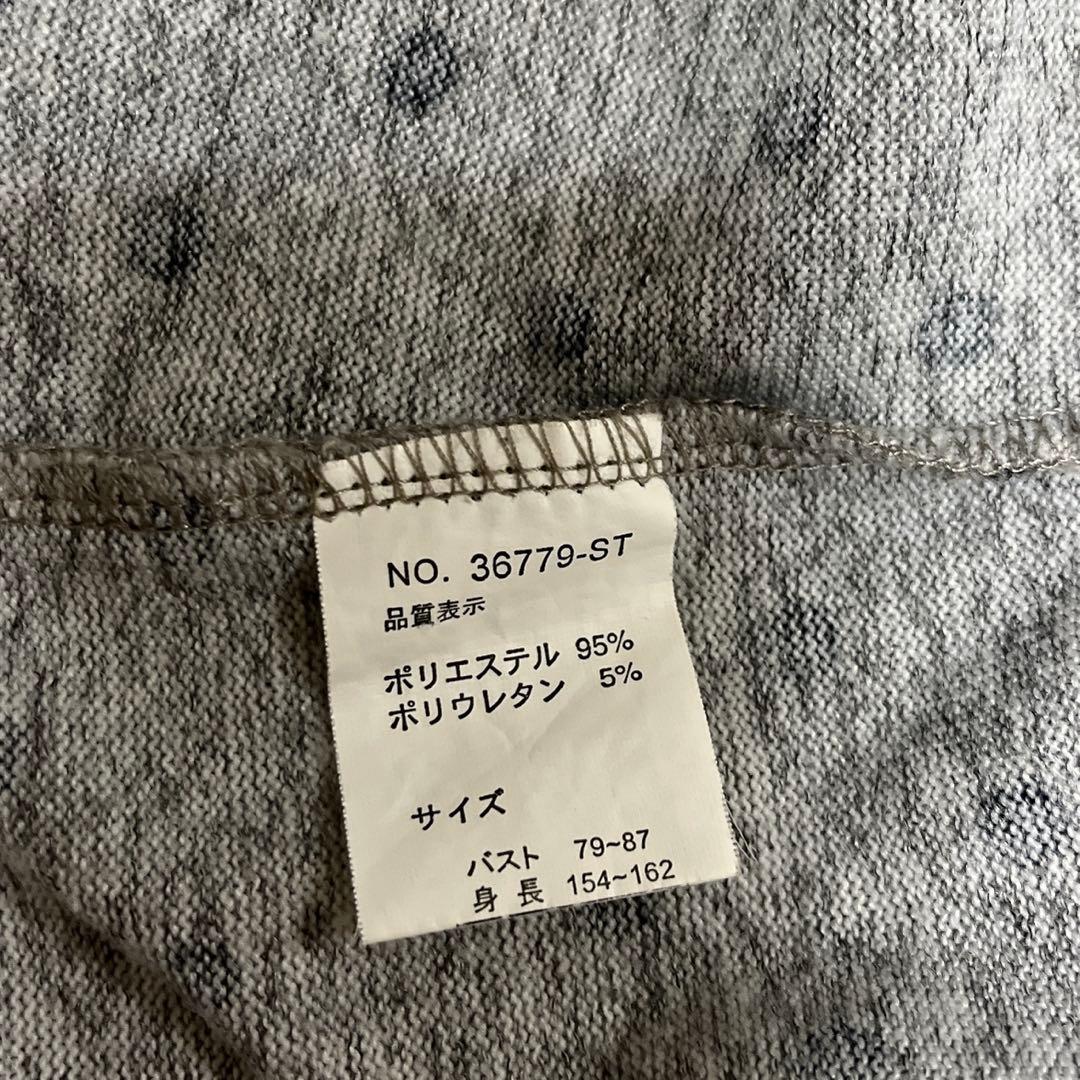 NO. 36779-ST
品質表示
ポリエステル 95%
ポリウレタン 5%
サイズ
バスト 79~87
身 長 154~162